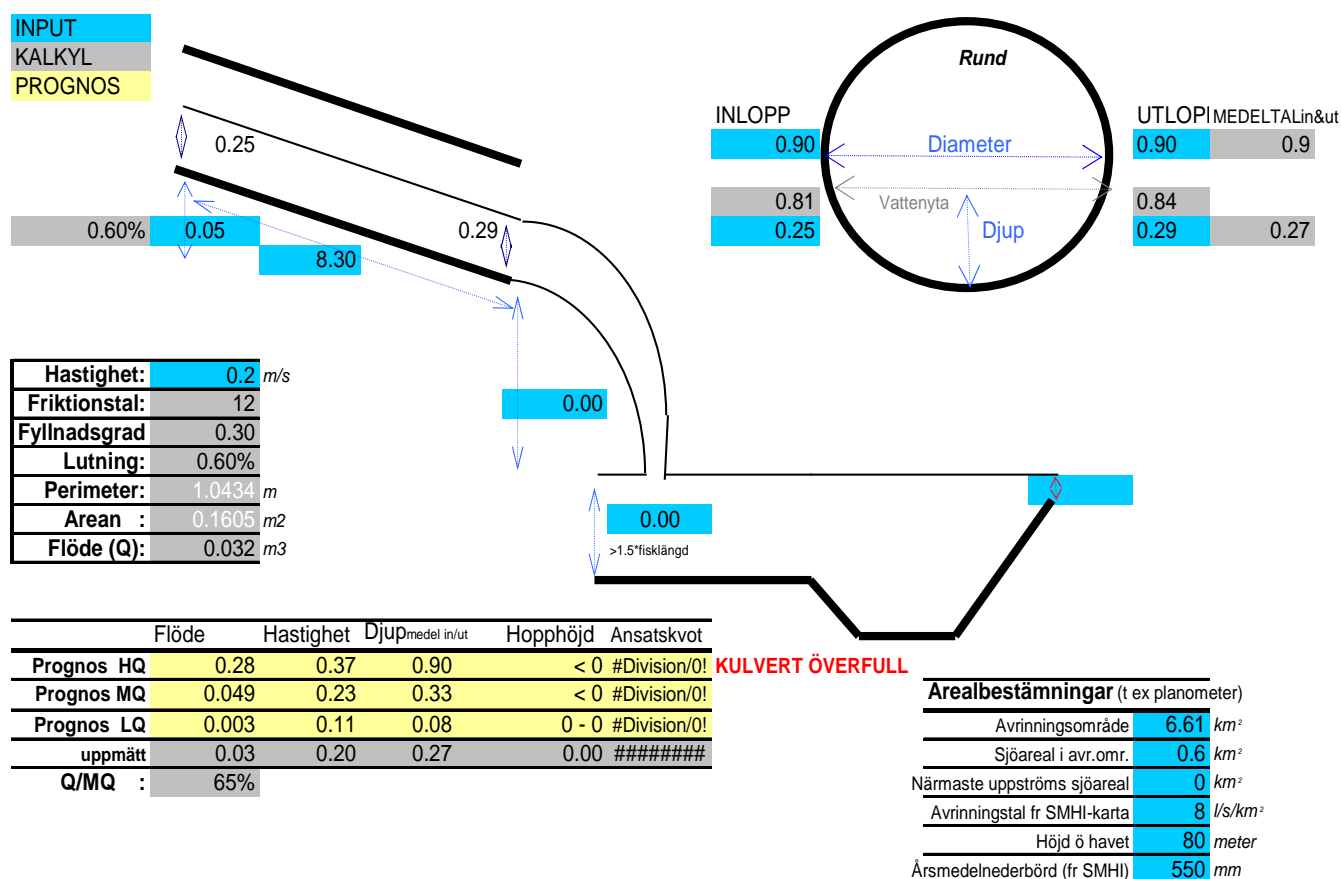 INPUT
KALKYL
PROGNOS
Rund
INLOPP
UTLOPP MEDELTALin&ut
0.90 Diameter 0.90 0.9
0.81 Vattenyta 0.84
0.25 Djup 0.29 0.27
0.25
0.60% 0.05 0.29
8.30
Hastighet: 0.2 m/s
Friktionstal: 12
Fyllnadsgrad 0.30
Lutning: 0.60%
Perimeter: 1.0434 m
Arean : 0.1605 m2
Flöde (Q): 0.032 m3
0.00
0.00
>1.5*fisklängd
Flöde Hastighet Djupmedel in/ut Hopphöjd Ansatskvot
Prognos HQ 0.28 0.37 0.90 < 0 #Division/0! KULVERT ÖVERFULL
Prognos MQ 0.049 0.23 0.33 < 0 #Division/0!
Prognos LQ 0.003 0.11 0.08 0 - 0 #Division/0!
uppmätt 0.03 0.20 0.27 0.00 ########
Q/MQ : 65%
Arealbestämningar (t ex planometer)
Avrinningsområde 6.61 km²
Sjöareal i avr.omr. 0.6 km²
Närmaste uppströms sjöareal 0 km²
Avrinningstal fr SMHI-karta 8 l/s/km²
Höjd ö havet 80 meter
Årsmedelnederbörd (fr SMHI) 550 mm